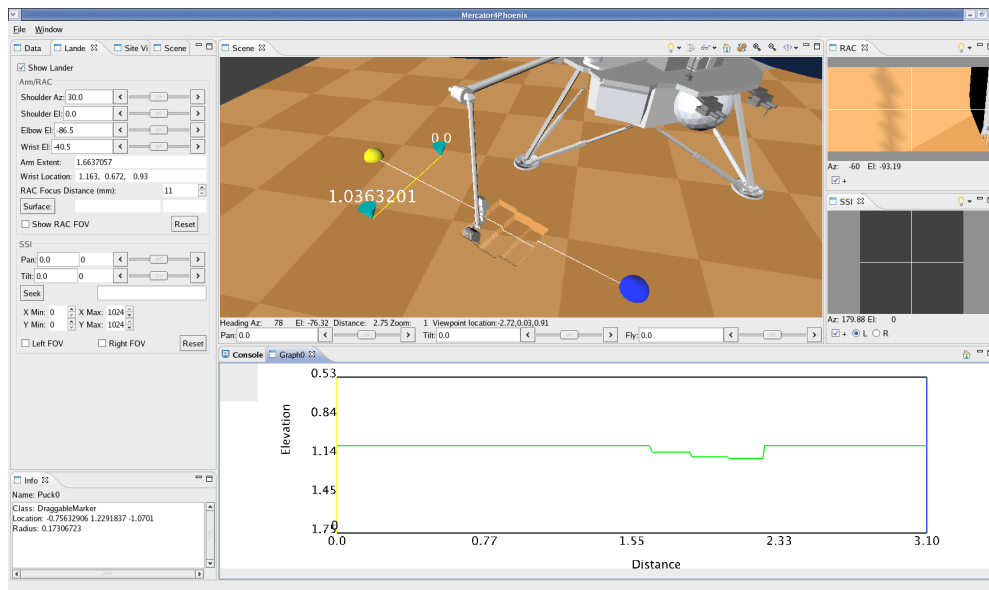 Mercator4Phoenix
File Window
Data Lande Site Vi Scene
Show Lander
Arm/RAC
Shoulder Az: 30.0
Shoulder El: 0.0
Elbow El: -86.5
Wrist El: -40.5
Arm Extent: 1.6637057
Wrist Location: 1.163, 0.672, 0.93
RAC Focus Distance (mm): 11
Surface:
Show RAC FOV Reset
SSI
Pan: 0.0 0
Tilt: 0.0 0
Seek
X Min: 0 X Max: 1024
Y Min: 0 Y Max: 1024
Left FOV Right FOV Reset
Info
Name: Puck0
Class: DraggableMarker
Location: -0.75632906 1.2291837 -1.0701
Radius: 0.17306723
Scene
0.0
1.0363201
Heading Az: 78 El: -76.32 Distance: 2.75 Zoom: 1 Viewpoint location:-2.72,0.03,0.91
Pan: 0.0 Tilt: 0.0 Fly: 0.0
Console Graph0
Elevation
0.53
0.84
1.14
1.45
1.75
0
0.0 0.77 1.55 2.33 3.10
Distance
RAC
Az: -60 El: -93.19
+
SSI
Az: 179.88 El: 0
+ L R